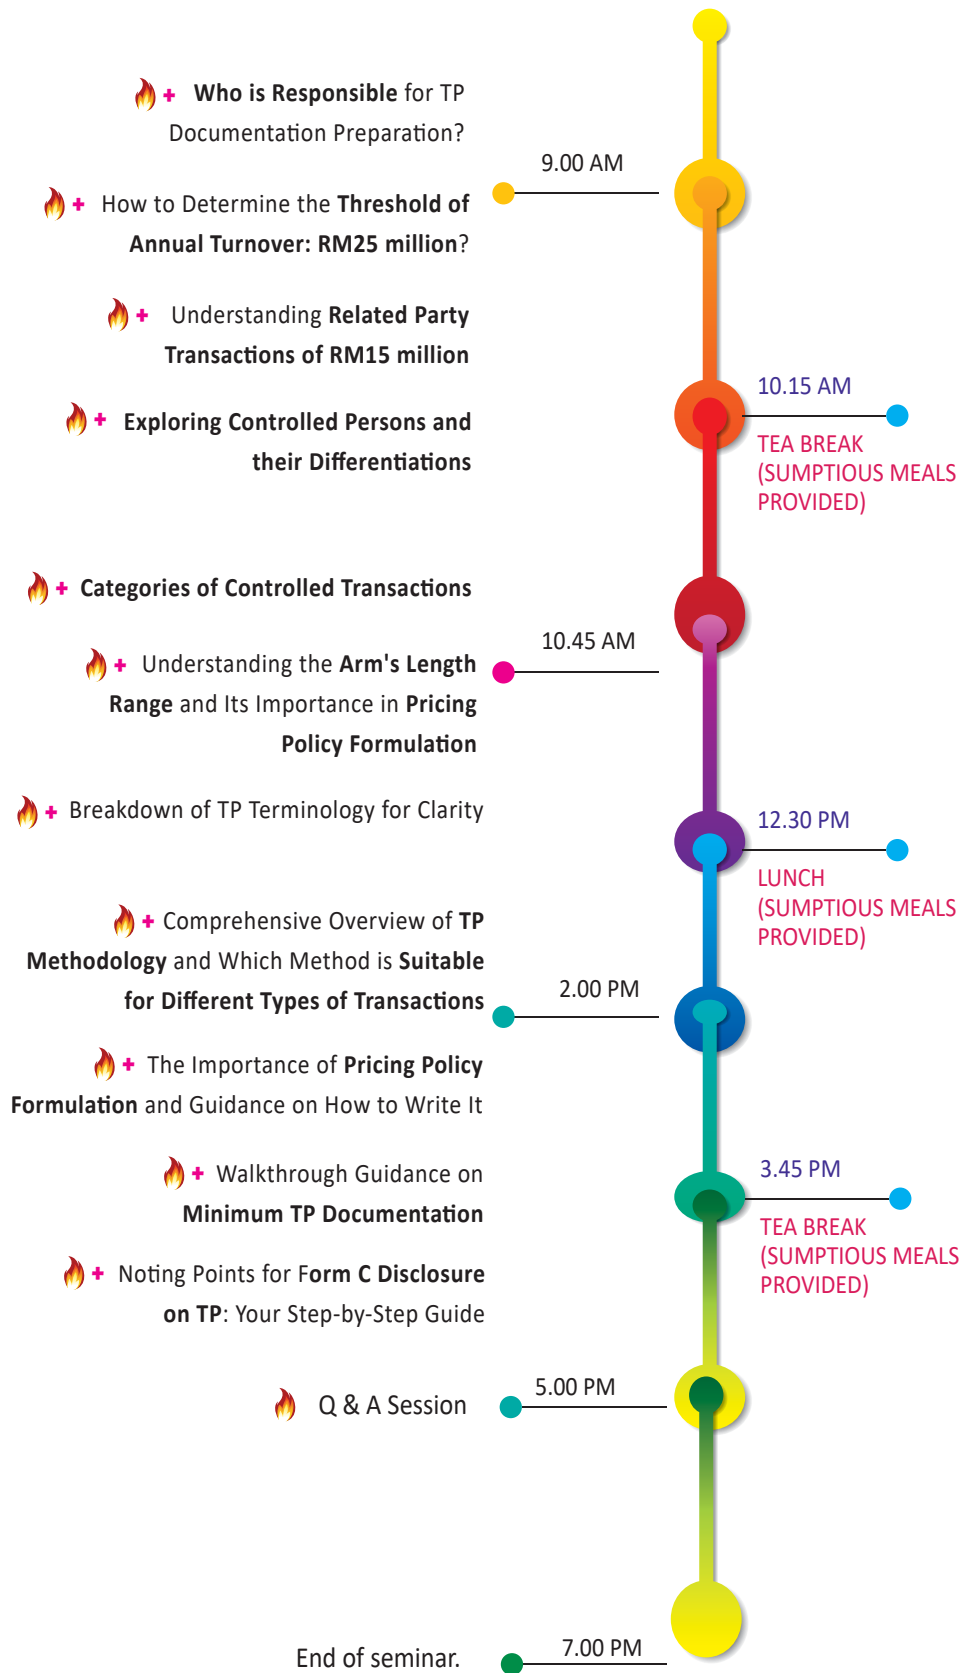 Who is Responsible for TP
Documentation Preparation?
9.00 AM
How to Determine the Threshold of
Annual Turnover: RM25 million?
Understanding Related Party
Transactions of RM15 million
10.15 AM
TEA BREAK
(SUMPTIOUS MEALS
PROVIDED)
Exploring Controlled Persons and
their Differentiations
Categories of Controlled Transactions
10.45 AM
Understanding the Arm's Length
Range and Its Importance in Pricing
Policy Formulation
Breakdown of TP Terminology for Clarity
12.30 PM
LUNCH
(SUMPTIOUS MEALS
PROVIDED)
Comprehensive Overview of TP
Methodology and Which Method is Suitable
for Different Types of Transactions
2.00 PM
The Importance of Pricing Policy
Formulation and Guidance on How to Write It
Walkthrough Guidance on
Minimum TP Documentation
3.45 PM
TEA BREAK
(SUMPTIOUS MEALS
PROVIDED)
Noting Points for Form C Disclosure
on TP: Your Step-by-Step Guide
Q & A Session
5.00 PM
End of seminar.
7.00 PM